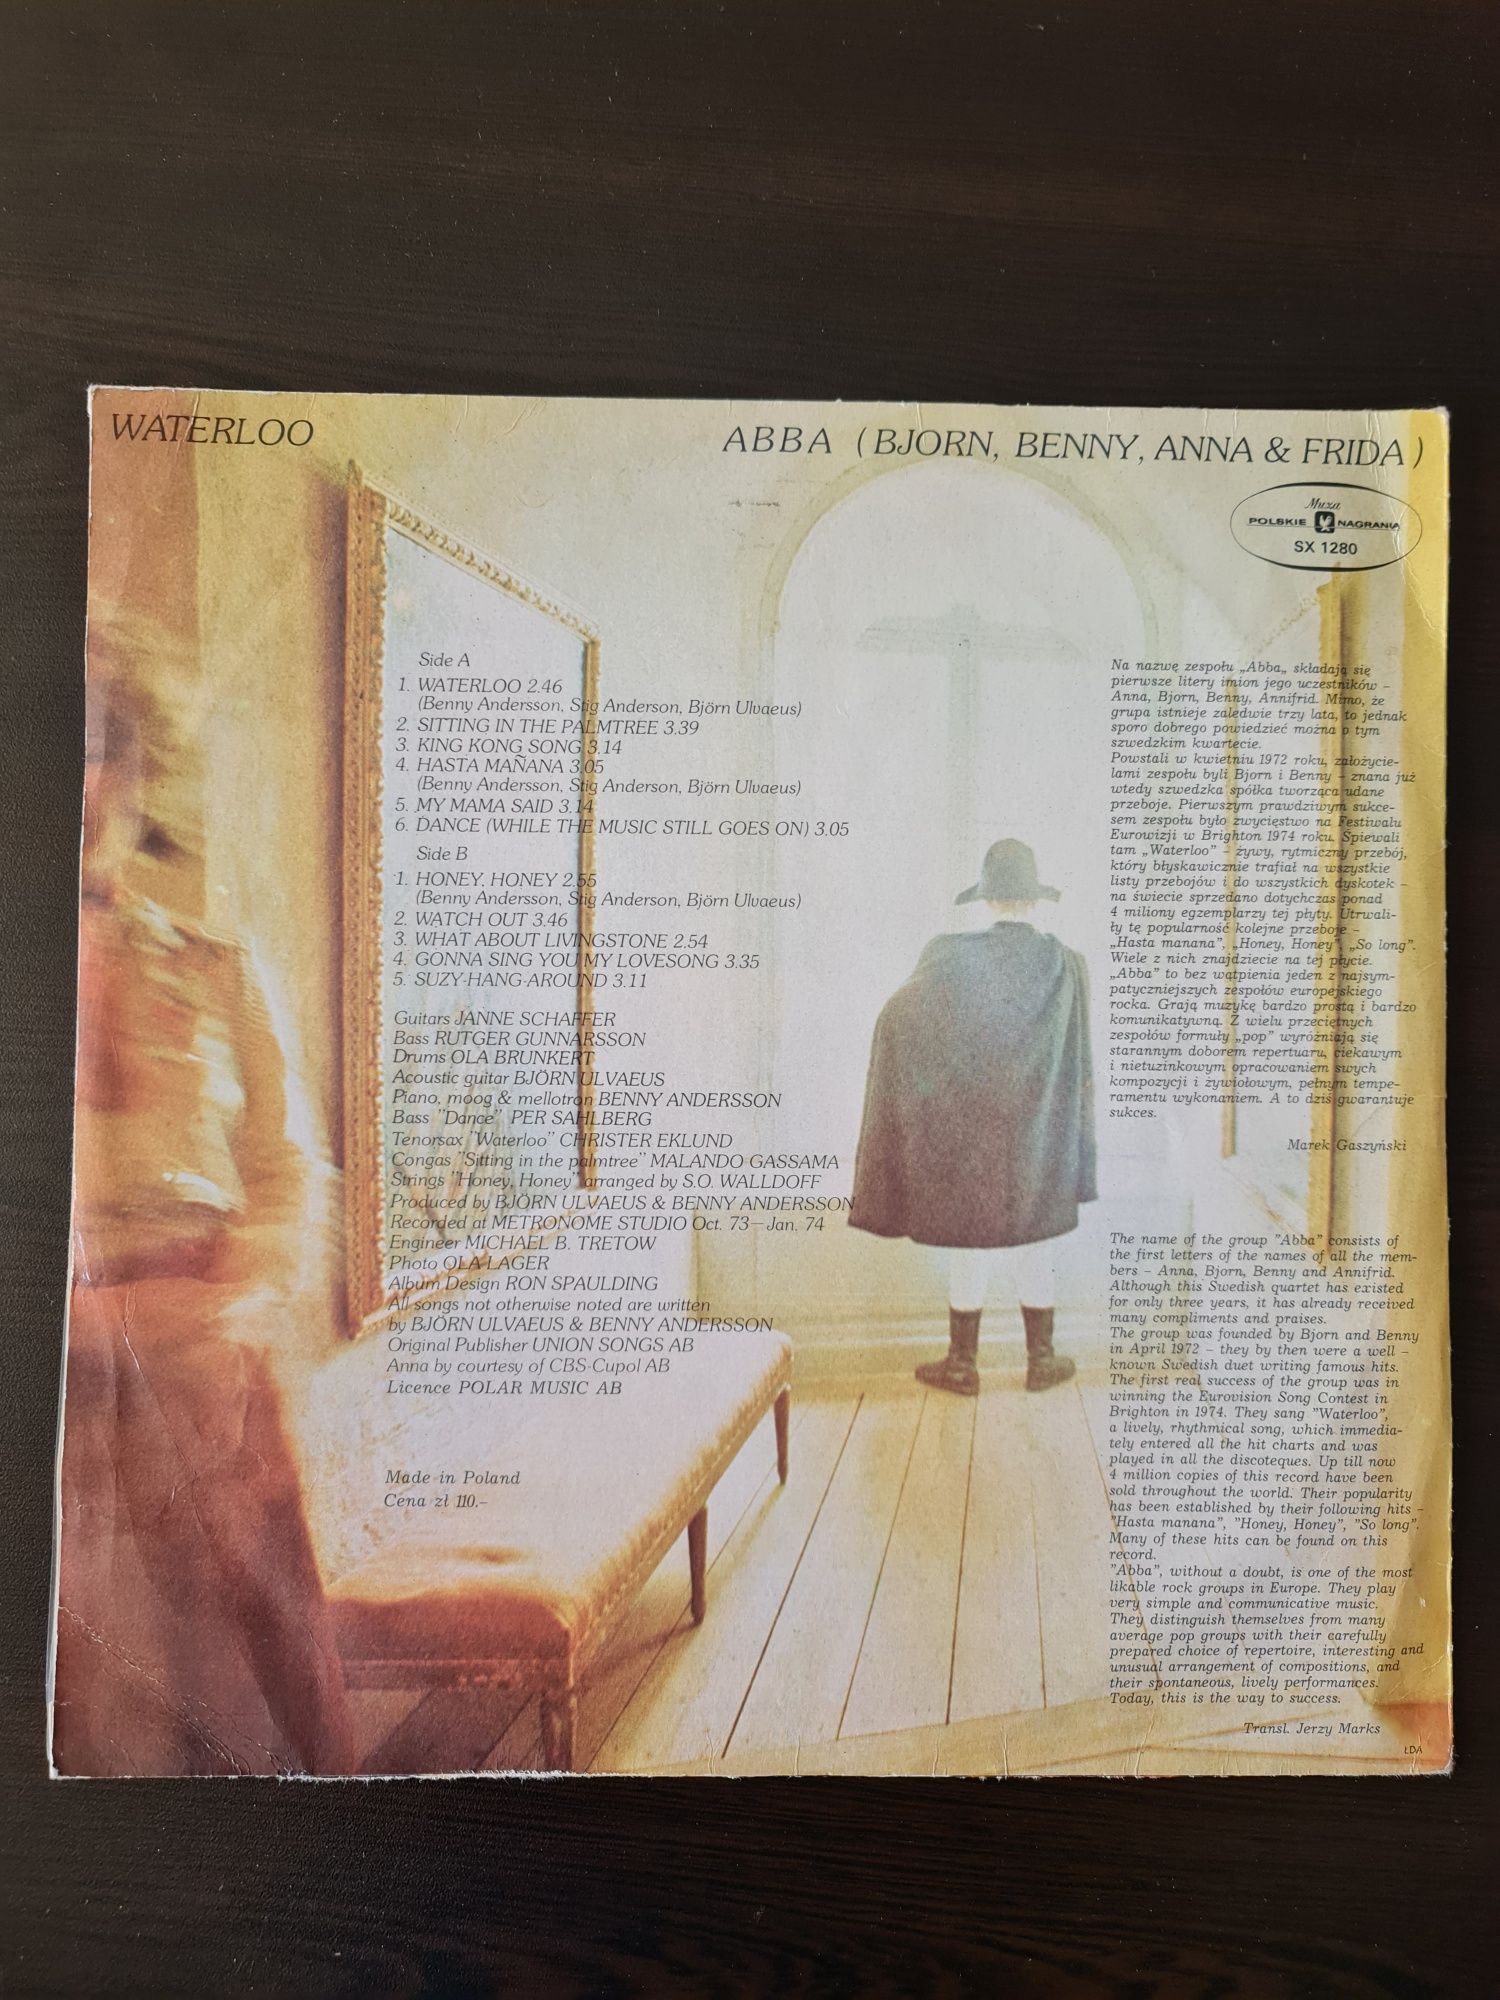 WATERLOO
ABBA (BJORN, BENNY, ANNA & FRIDA)
Muza
POLSKIE NAGRANIA
SX 1280
Side A
1. WATERLOO 2.46
(Benny Andersson, Stig Anderson, Björn Ulvaeus)
2. SITTING IN THE PALMTREE 3.39
3. KING KONG SONG 3.14
4. HASTA MAÑANA 3.05
(Benny Andersson, Stig Anderson, Björn Ulvaeus)
5. MY MAMA SAID 3.14
6. DANCE (WHILE THE MUSIC STILL GOES ON) 3.05
Side B
1. HONEY, HONEY 2.55
(Benny Andersson, Stig Anderson, Björn Ulvaeus)
2. WATCH OUT 3.46
3. WHAT ABOUT LIVINGSTONE 2.54
4. GONNA SING YOU MY LOVESONG 3.35
5. SUZY-HANG-AROUND 3.11
Guitars JANNE SCHAFFER
Bass RUTGER GUNNARSSON
Drums OLA BRUNKERT
Acoustic guitar BJÖRN ULVAEUS
Piano, moog & mellotron BENNY ANDERSSON
Bass "Dance" PER SAHLBERG
Tenorsax "Waterloo" CHRISTER EKLUND
Congas "Sitting in the palmtree" MALANDO GASSAMA
Strings "Honey, Honey" arranged by S.O. WALLDOFF
Produced by BJÖRN ULVAEUS & BENNY ANDERSSON
Recorded at METRONOME STUDIO Oct. 73—Jan. 74
Engineer MICHAEL B. TRETOW
Photo OLA LAGER
Album Design RON SPAULDING
All songs not otherwise noted are written
by BJÖRN ULVAEUS & BENNY ANDERSSON
Original Publisher UNION SONGS AB
Anna by courtesy of CBS-Cupol AB
Licence POLAR MUSIC AB
Made in Poland
Cena zł 110.–
Na nazwę zespołu „Abba„ składają się
pierwsze litery imion jego uczestników –
Anna, Bjorn, Benny, Annifrid. Mimo, że
grupa istnieje zaledwie trzy lata, to jednak
sporo dobrego powiedzieć można o tym
szwedzkim kwartecie.
Powstali w kwietniu 1972 roku, założycie-
lami zespołu byli Bjorn i Benny – znana już
wtedy szwedzka spółka tworząca udane
przeboje. Pierwszym prawdziwym sukce-
sem zespołu było zwycięstwo na Festiwalu
Eurowizji w Brighton 1974 roku. Śpiewali
tam „Waterloo” – żywy, rytmiczny przebój,
który błyskawicznie trafiał na wszystkie
listy przebojów i do wszystkich dyskotek –
na świecie sprzedano dotychczas ponad
4 miliony egzemplarzy tej płyty. Utrwali-
ły tę popularność kolejne przeboje –
„Hasta manana”, „Honey, Honey”, „So long”.
Wiele z nich znajdziecie na tej płycie.
„Abba” to bez wątpienia jeden z najsym-
patyczniejszych zespołów europejskiego
rocka. Grają muzykę bardzo prostą i bardzo
komunikatywną. Z wielu przeciętnych
zespołów formuły „pop” wyróżniają się
starannym doborem repertuaru, ciekawym
i nietuzinkowym opracowaniem swych
kompozycji i żywiołowym, pełnym tempe-
ramentu wykonaniem. A to dziś gwarantuje
sukces.
Marek Gaszyński
The name of the group "Abba" consists of
the first letters of the names of all the mem-
bers – Anna, Bjorn, Benny and Annifrid.
Although this Swedish quartet has existed
for only three years, it has already received
many compliments and praises.
The group was founded by Bjorn and Benny
in April 1972 – they by then were a well –
known Swedish duet writing famous hits.
The first real success of the group was in
winning the Eurovision Song Contest in
Brighton in 1974. They sang "Waterloo",
a lively, rhythmical song, which immedia-
tely entered all the hit charts and was
played in all the discoteques. Up till now
4 million copies of this record have been
sold throughout the world. Their popularity
has been established by their following hits –
"Hasta manana", "Honey, Honey", "So long".
Many of these hits can be found on this
record.
"Abba", without a doubt, is one of the most
likable rock groups in Europe. They play
very simple and communicative music.
They distinguish themselves from many
average pop groups with their carefully
prepared choice of repertoire, interesting and
unusual arrangement of compositions, and
their spontaneous, lively performances.
Today, this is the way to success.
Transl. Jerzy Marks
ŁDA